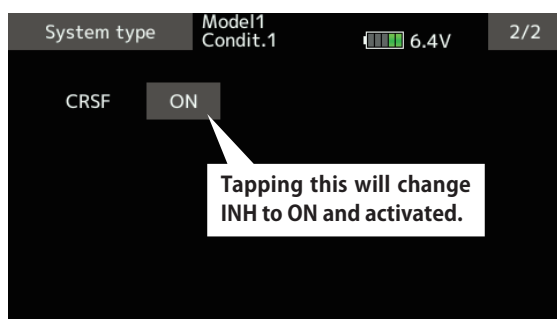 System type
Model1
Condit.1
6.4V
2/2
CRSF
ON
Tapping this will change
INH to ON and activated.